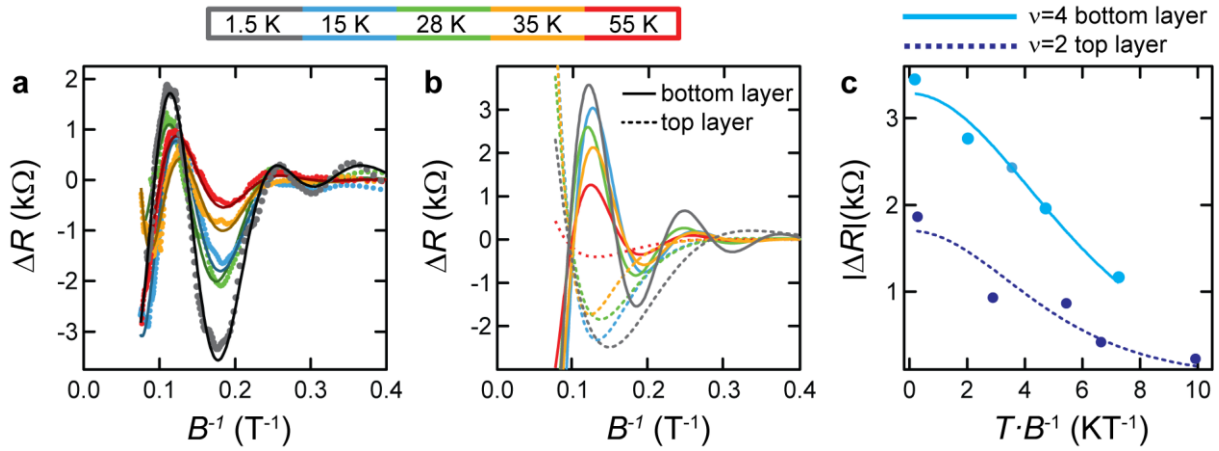 1.5 K 15 K 28 K 35 K 55 K
ν=4 bottom layer
ν=2 top layer
a
2
1
0
-1
-2
-3
ΔR (kΩ)
0.0 0.1 0.2 0.3 0.4
B⁻¹ (T⁻¹)
b
bottom layer
top layer
3
2
1
0
-1
-2
ΔR (kΩ)
0.0 0.1 0.2 0.3 0.4
B⁻¹ (T⁻¹)
c
3
2
1
|ΔR|(kΩ)
0 2 4 6 8 10
T·B⁻¹ (KT⁻¹)